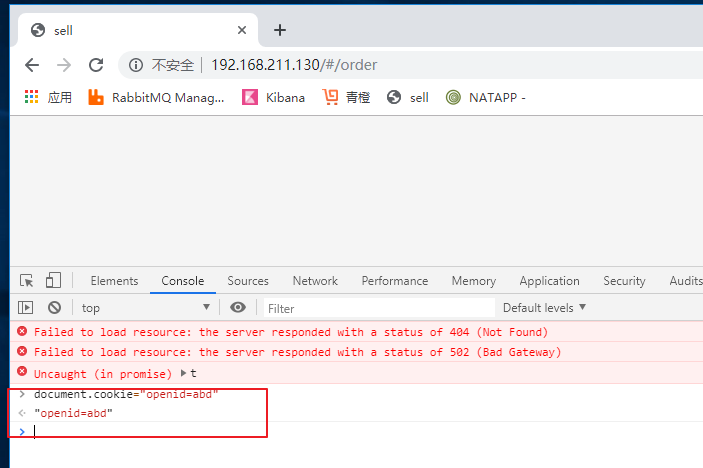 sell
不安全 | 192.168.211.130/#/order
应用 RabbitMQ Manag... Kibana 青橙 sell NATAPP -
Elements Console Sources Network Performance Memory Application Security Audits
top Filter Default levels
Failed to load resource: the server responded with a status of 404 (Not Found)
Failed to load resource: the server responded with a status of 502 (Bad Gateway)
Uncaught (in promise) t
document.cookie="openid=abd"
"openid=abd"